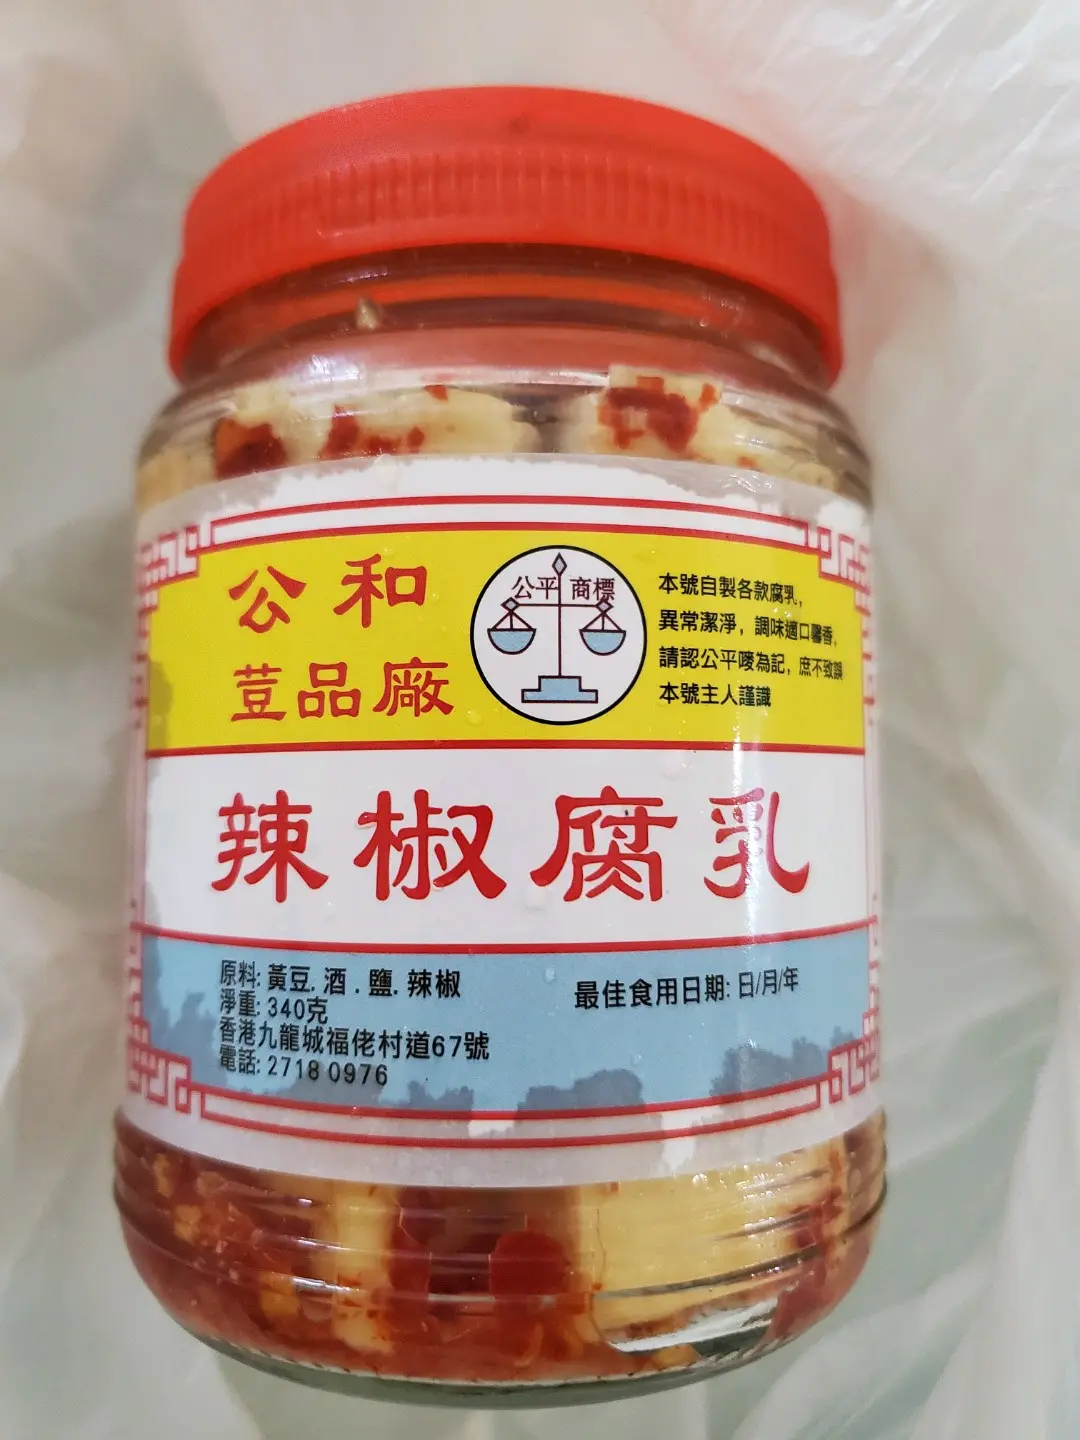 公和
荳品廠
公平 商標
本號自製各款腐乳,
異常潔淨, 調味適口馨香,
請認公平嘜為記, 庶不致誤
本號主人謹識
辣椒腐乳
原料: 黃豆. 酒 . 鹽. 辣椒
淨重: 340克
香港九龍城福佬村道67號
電話: 2718 0976
最佳食用日期: 日/月/年